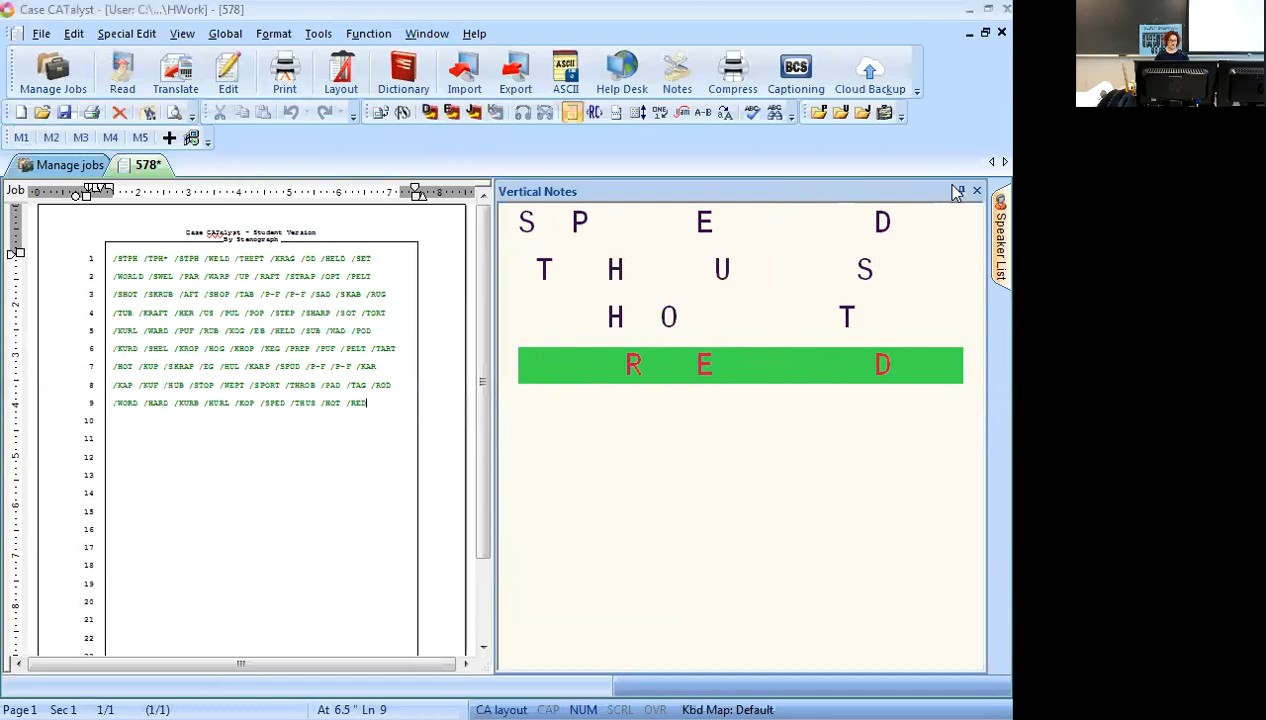 Case CATalyst - [User: C:\...\HWork] - [578]
File Edit View Special Edit Global Format Tools Function Window Help
Manage Jobs Read Translate Edit Print Layout Dictionary Import Export ASCII Help Desk Notes Compress Captioning Cloud Backup
M1 M2 M3 M4 M5
Manage jobs 578*
Job
Vertical Notes
Case CATalyst - Student Version
By Stenograph
1 /STPH /TPH* /STPH /WELD /THEFT /KRAG /OD /HELD /SET
2 /WORLD /SWEL /PAR /WARP /UP /RAFT /STRAP /OPT /PELT
3 /SHOT /SKRUB /AFT /SHOP /TAB /P-F /P-F /SAD /SKAB /RUG
4 /TUB /KRAFT /HER /US /PUL /POP /STEP /SHARP /SOT /TORT
5 /KURL /WARD /PUF /RUB /KOG /EB /HELD /SUB /WAD /POD
6 /KURD /SHEL /KROP /HOG /KHOP /KEG /PREP /PUF /PELT /TART
7 /HOT /KUP /SKRAP /EG /HUL /KARP /SPUD /P-F /P-F /KAR
8 /KAP /KUF /HUB /STOP /WEPT /SPORT /THROB /PAD /TAG /ROD
9 /WORD /HARD /KURB /HURL /KOP /SPED /THUS /HOT /RED
10
11
12
13
14
15
16
17
18
19
20
21
22
S P E D
T H U S
H O T
R E D
Speaker List
Page 1 Sec 1 1/1 (1/1) At 6.5" Ln 9 CA layout CAP NUM SCRL OVR Kbd Map: Default